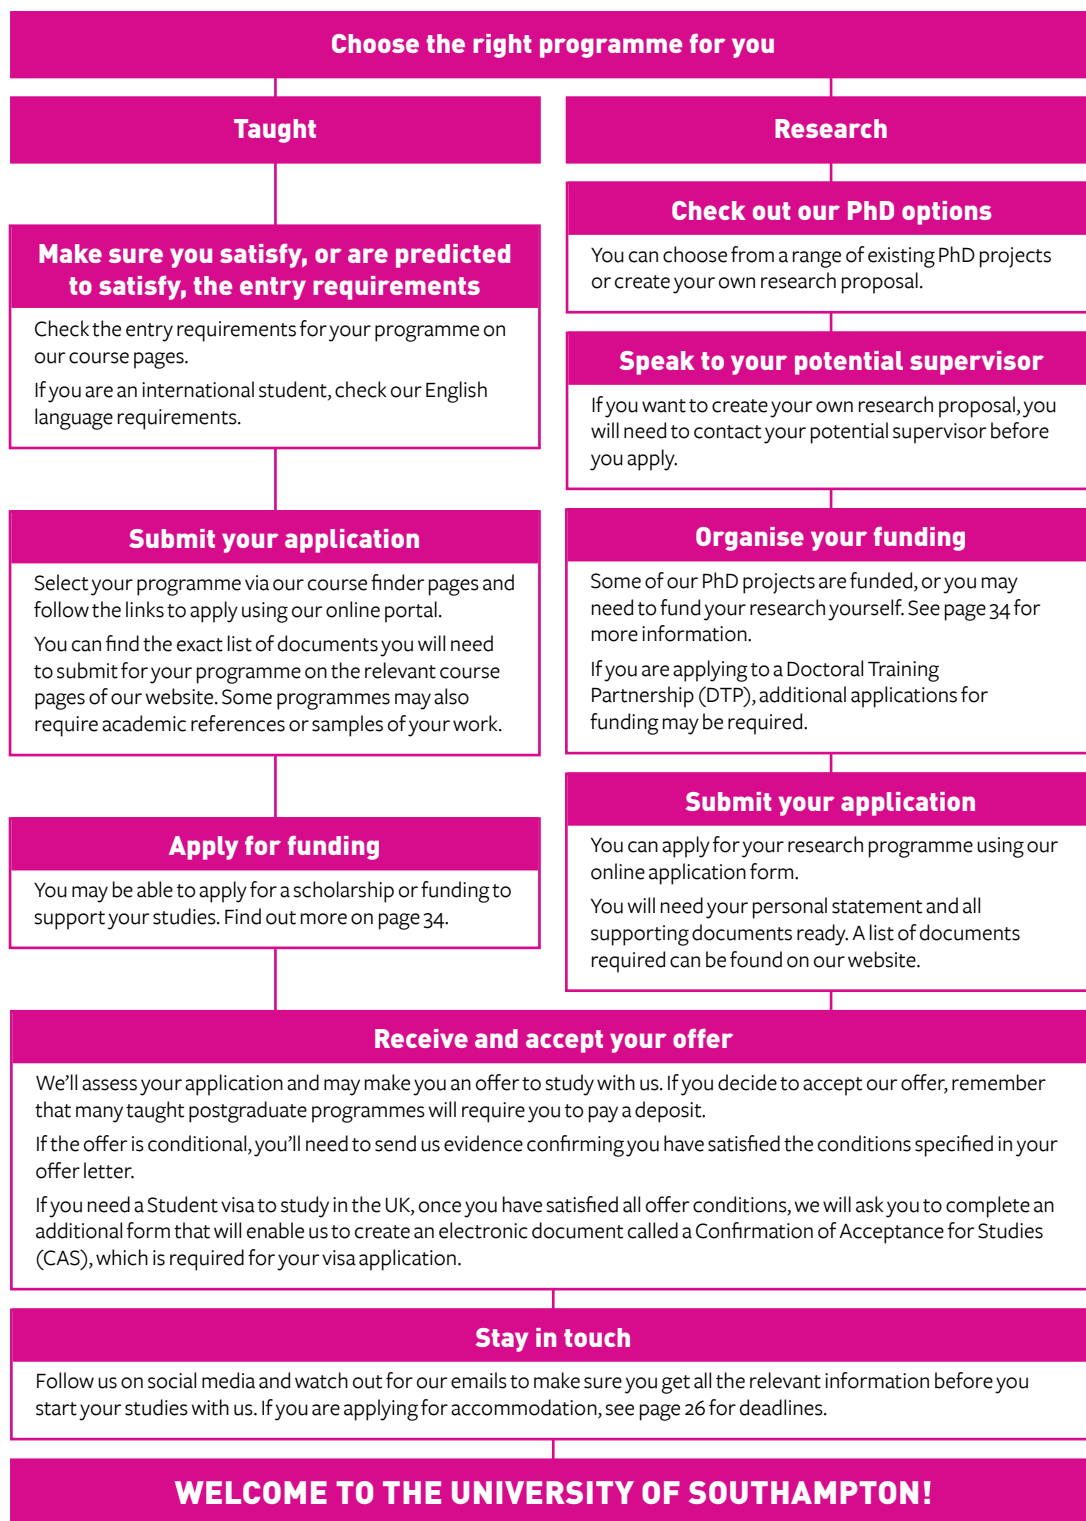 Choose the right programme for you
Taught
Make sure you satisfy, or are predicted
to satisfy, the entry requirements
Check the entry requirements for your programme on
our course pages.
If you are an international student, check our English
language requirements.
Submit your application
Select your programme via our course finder pages and
follow the links to apply using our online portal.
You can find the exact list of documents you will need
to submit for your programme on the relevant course
pages of our website. Some programmes may also
require academic references or samples of your work.
Apply for funding
You may be able to apply for a scholarship or funding to
support your studies. Find out more on page 34.
Research
Check out our PhD options
You can choose from a range of existing PhD projects
or create your own research proposal.
Speak to your potential supervisor
If you want to create your own research proposal, you
will need to contact your potential supervisor before
you apply.
Organise your funding
Some of our PhD projects are funded, or you may
need to fund your research yourself. See page 34 for
more information.
If you are applying to a Doctoral Training
Partnership (DTP), additional applications for
funding may be required.
Submit your application
You can apply for your research programme using our
online application form.
You will need your personal statement and all
supporting documents ready. A list of documents
required can be found on our website.
Receive and accept your offer
We'll assess your application and may make you an offer to study with us. If you decide to accept our offer, remember
that many taught postgraduate programmes will require you to pay a deposit.
If the offer is conditional, you'll need to send us evidence confirming you have satisfied the conditions specified in your
offer letter.
If you need a Student visa to study in the UK, once you have satisfied all offer conditions, we will ask you to complete an
additional form that will enable us to create an electronic document called a Confirmation of Acceptance for Studies
(CAS), which is required for your visa application.
Stay in touch
Follow us on social media and watch out for our emails to make sure you get all the relevant information before you
start your studies with us. If you are applying for accommodation, see page 26 for deadlines.
WELCOME TO THE UNIVERSITY OF SOUTHAMPTON!